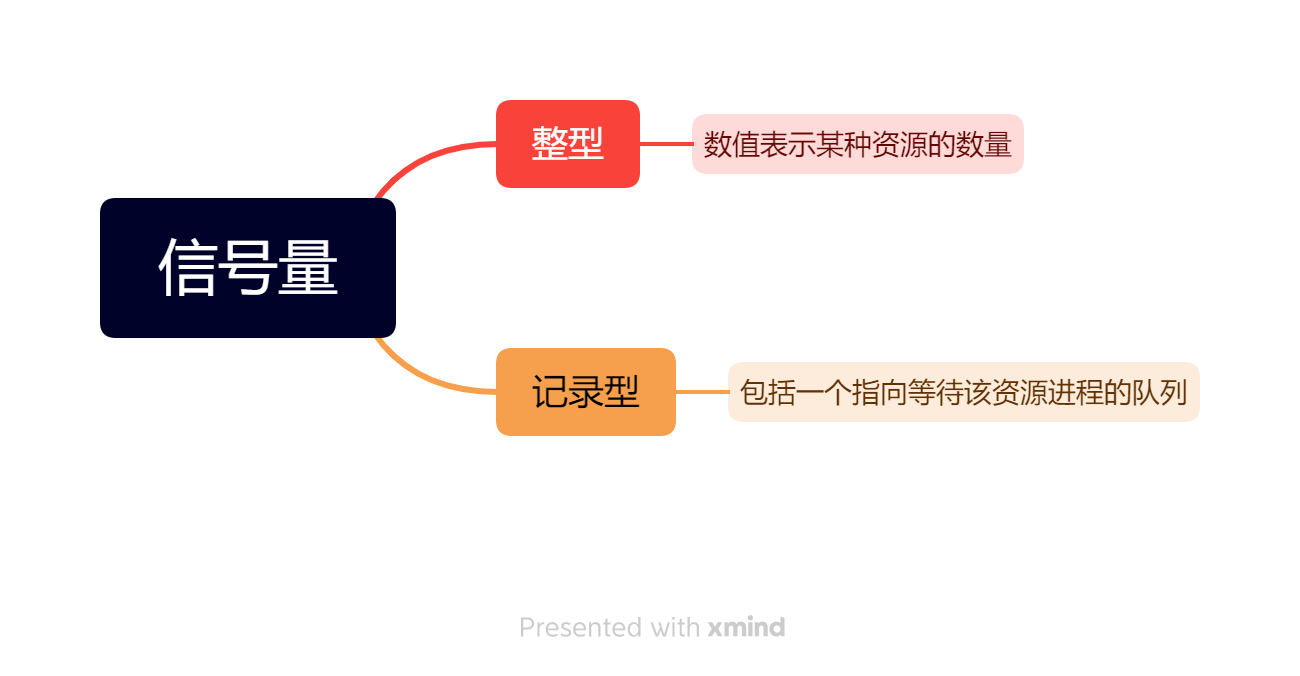 整型
数值表示某种资源的数量
信号量
记录型
包括一个指向等待该资源进程的队列
Presented with xmind